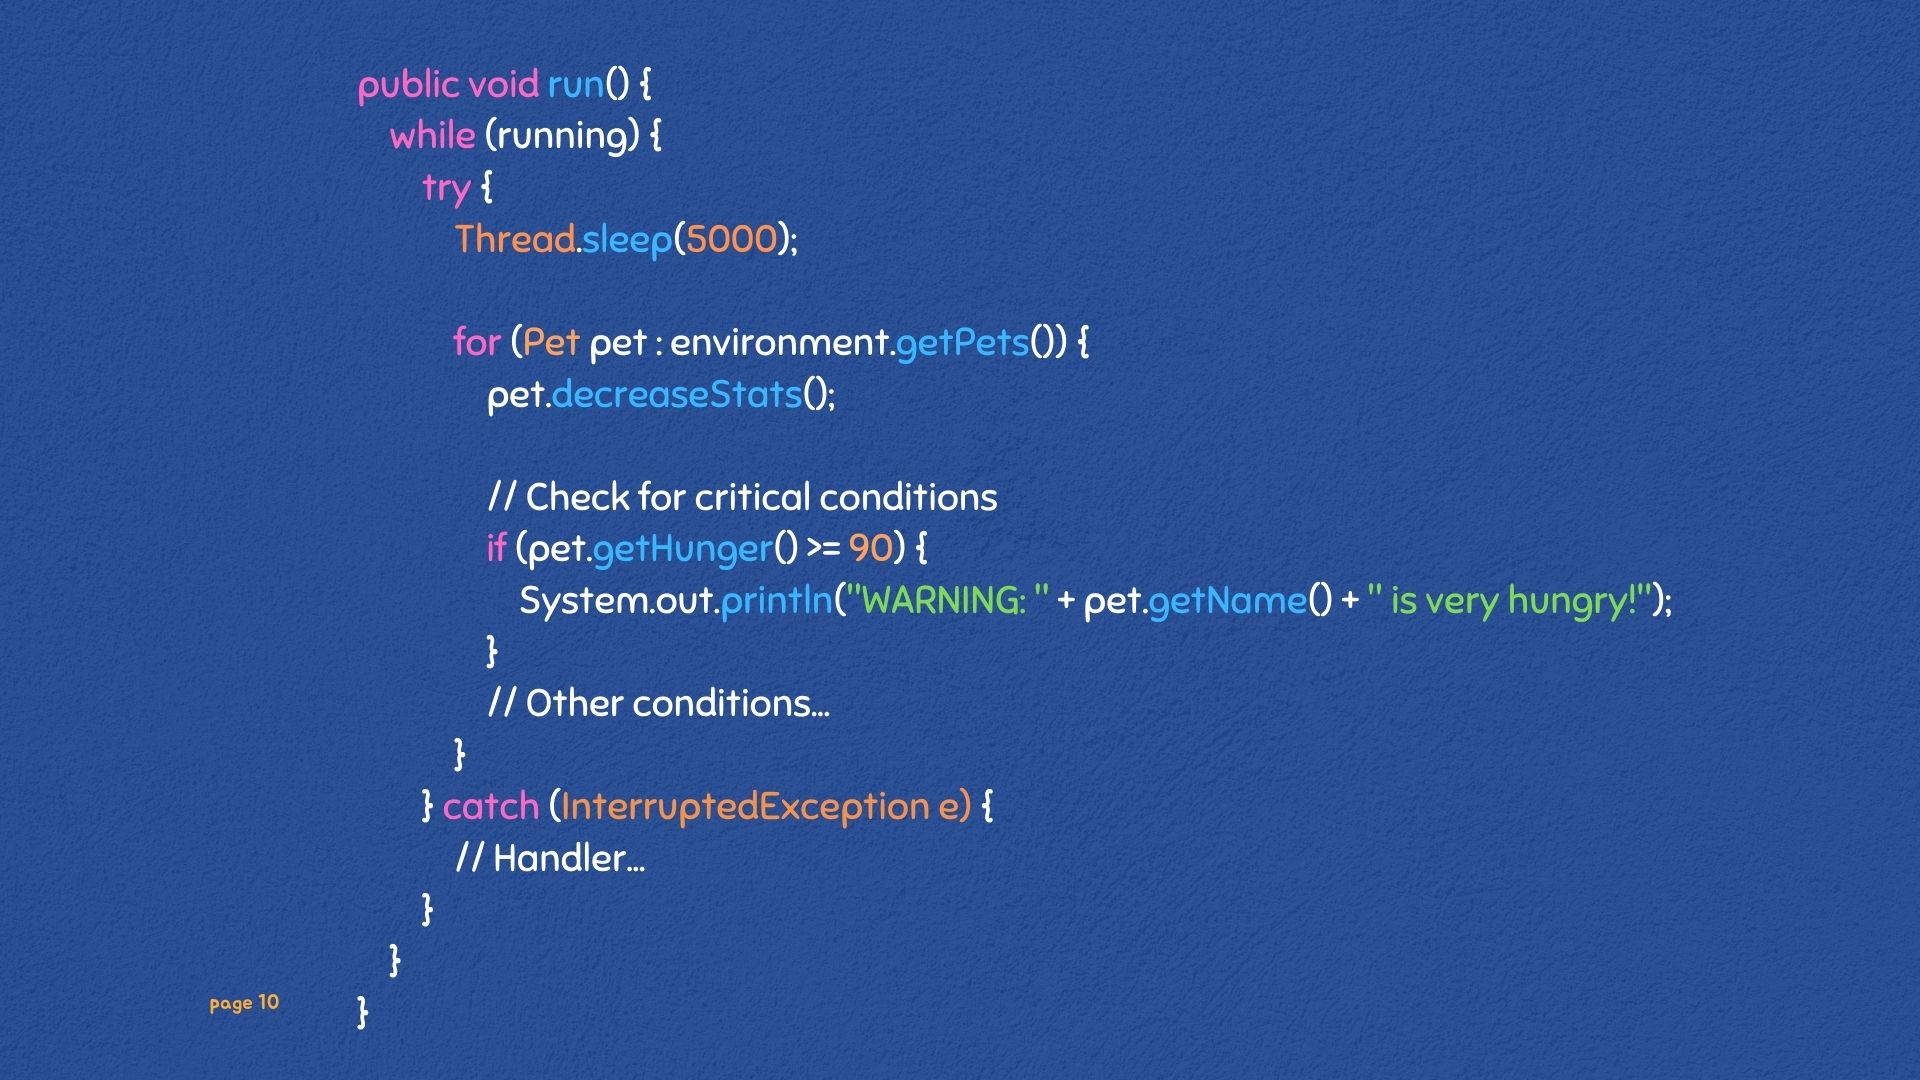 public void run() {
while (running) {
try {
Thread.sleep(5000);
for (Pet pet : environment.getPets()) {
pet.decreaseStats();
// Check for critical conditions
if (pet.getHunger() >= 90) {
System.out.println("WARNING: " + pet.getName() + " is very hungry!");
}
// Other conditions...
}
} catch (InterruptedException e) {
// Handler...
}
}
}
page 10